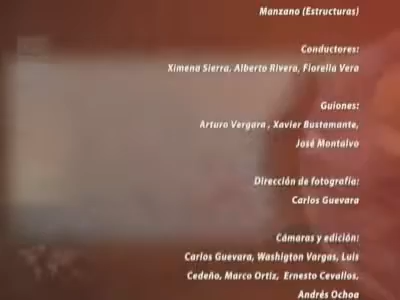 Manzano (Estructuras)
Conductores:
Ximena Sierra, Alberto Rivera, Fiorella Vera
Guiones:
Arturo Vergara , Xavier Bustamante,
José Montalvo
Dirección de fotografía:
Carlos Guevara
Cámaras y edición:
Carlos Guevara, Washigton Vargas, Luis
Cedeño, Marco Ortiz, Ernesto Cevallos,
Andrés Ochoa